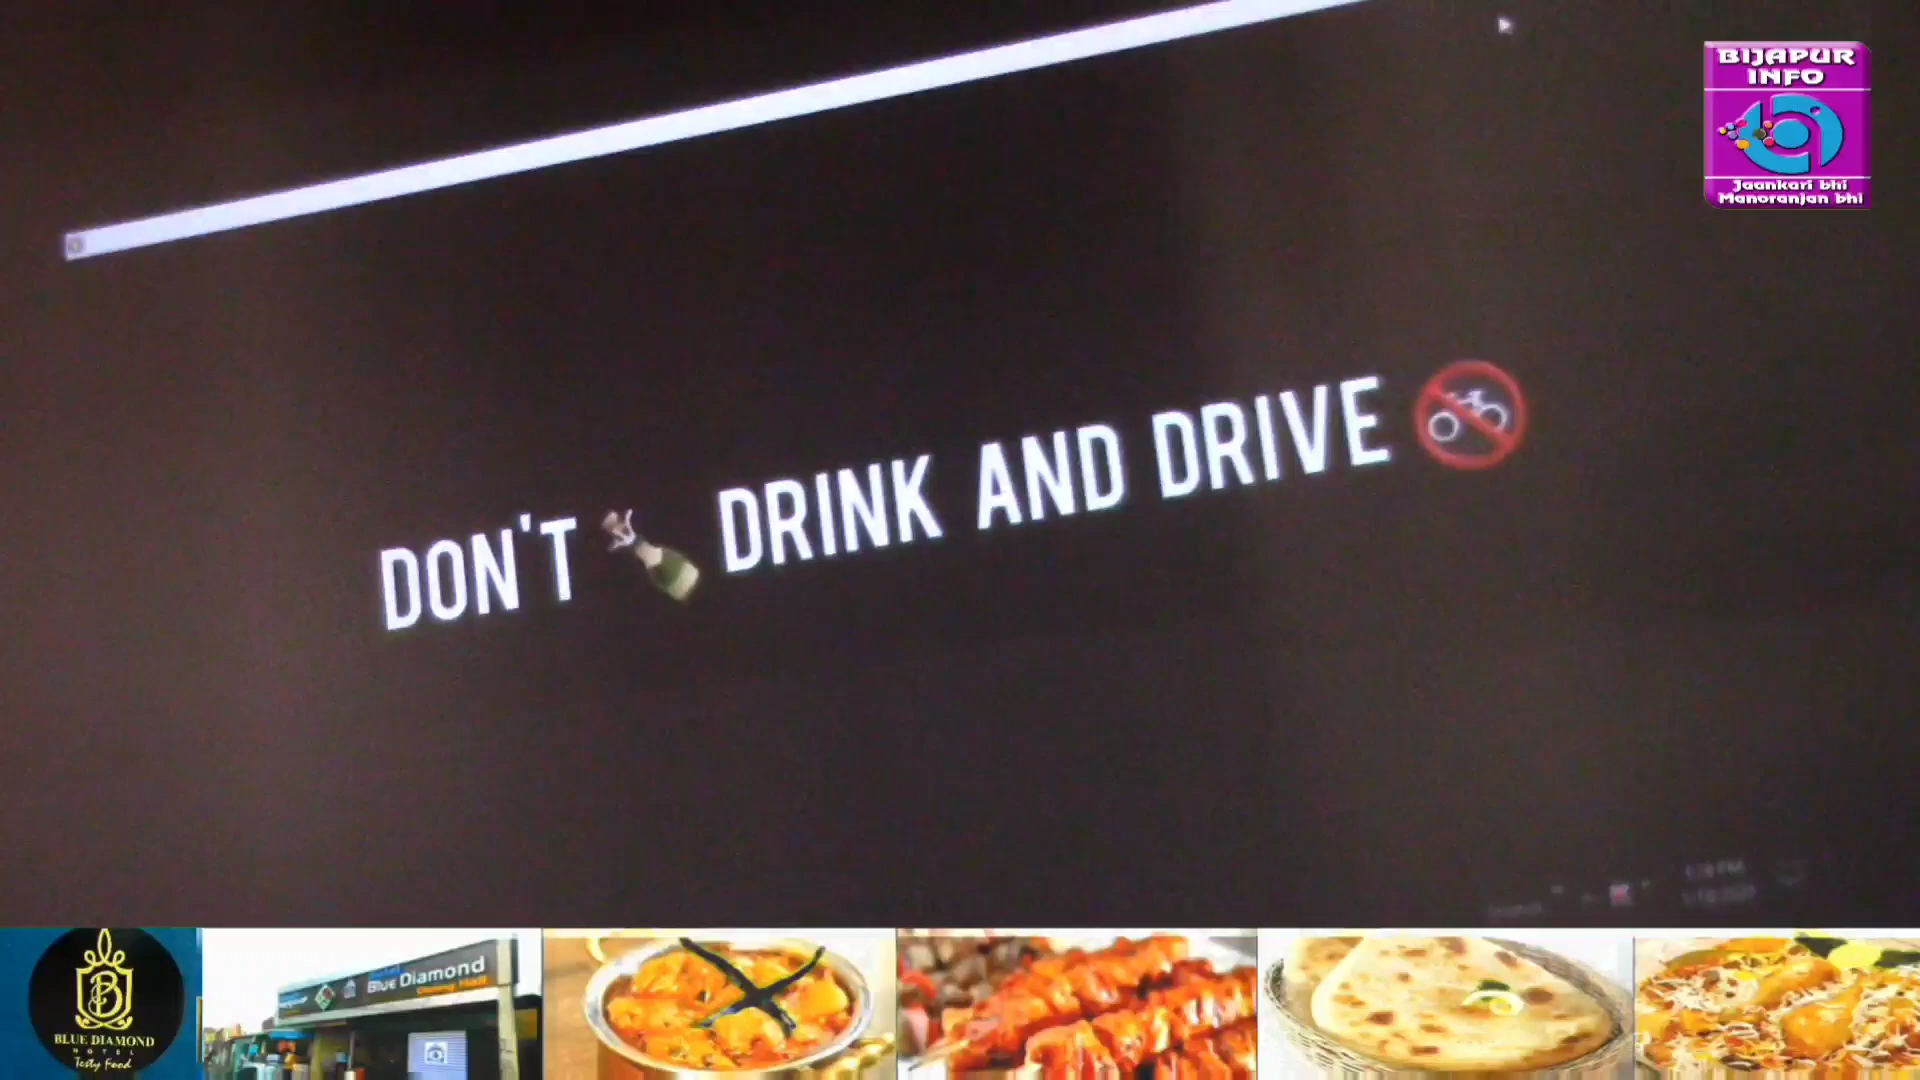 BIJAPUR
INFO
Jaankari bhi
Manoranjan bhi
DON'T DRINK AND DRIVE
Blue Diamond
BLUE DIAMOND
HOTEL
Testy Food